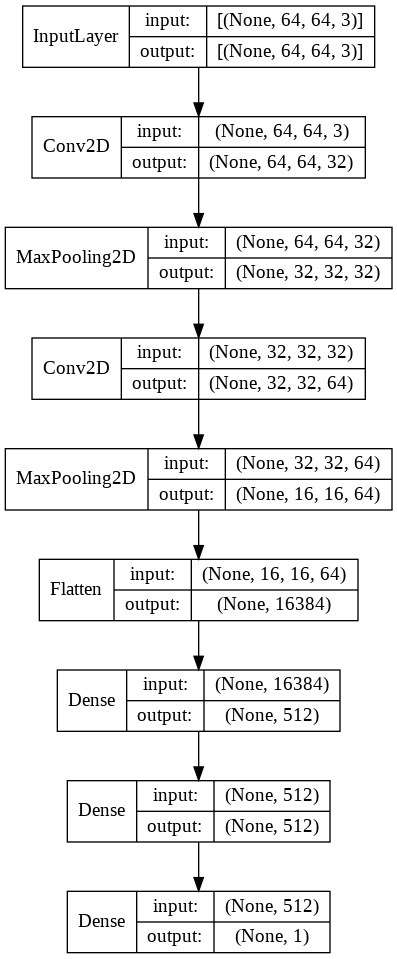 InputLayer input: [(None, 64, 64, 3)]
output: [(None, 64, 64, 3)]
Conv2D input: (None, 64, 64, 3)
output: (None, 64, 64, 32)
MaxPooling2D input: (None, 64, 64, 32)
output: (None, 32, 32, 32)
Conv2D input: (None, 32, 32, 32)
output: (None, 32, 32, 64)
MaxPooling2D input: (None, 32, 32, 64)
output: (None, 16, 16, 64)
Flatten input: (None, 16, 16, 64)
output: (None, 16384)
Dense input: (None, 16384)
output: (None, 512)
Dense input: (None, 512)
output: (None, 512)
Dense input: (None, 512)
output: (None, 1)